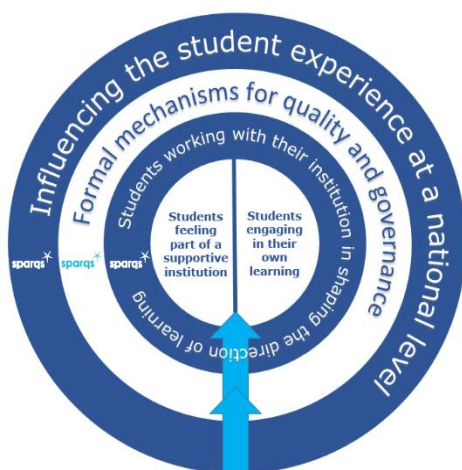 Influencing the student experience at a national level
Formal mechanisms for quality and governance
Students working with their institution in shaping the direction of learning
Students
feeling
part of a
supportive
institution
Students
engaging
in their
own
learning
sparqs
sparqs
sparqs